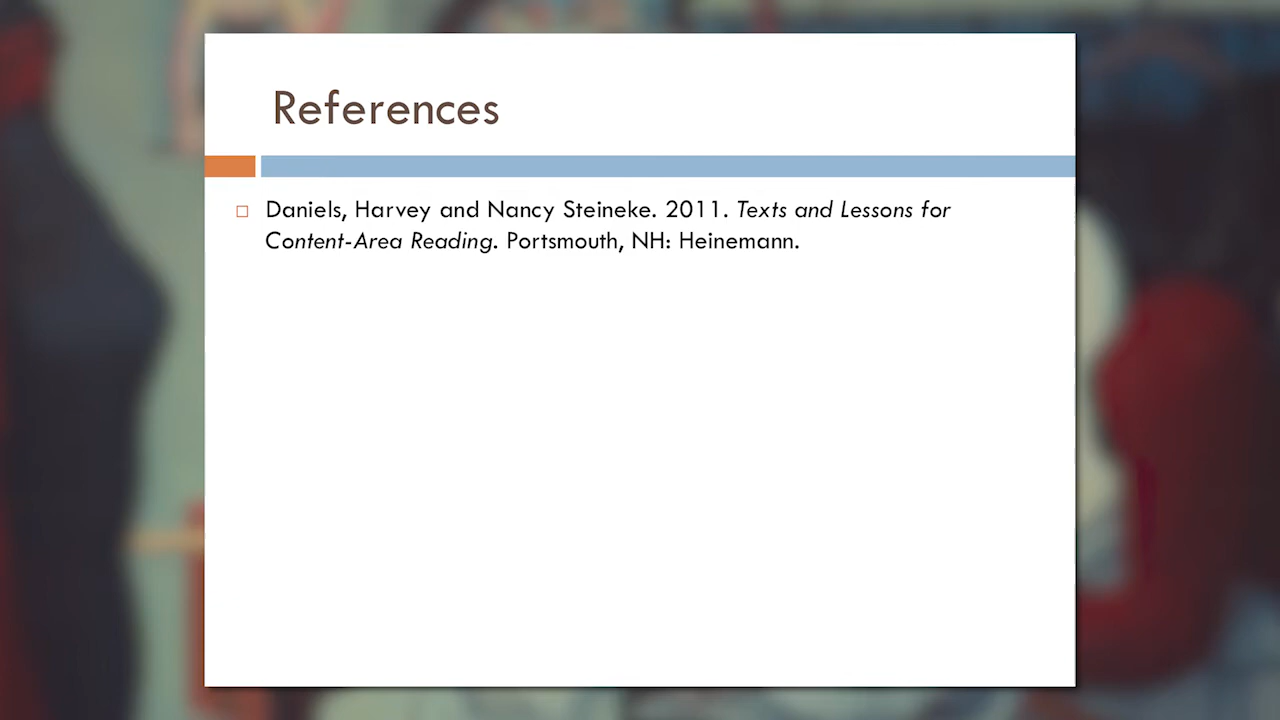 References
Daniels, Harvey and Nancy Steineke. 2011. Texts and Lessons for
Content-Area Reading. Portsmouth, NH: Heinemann.